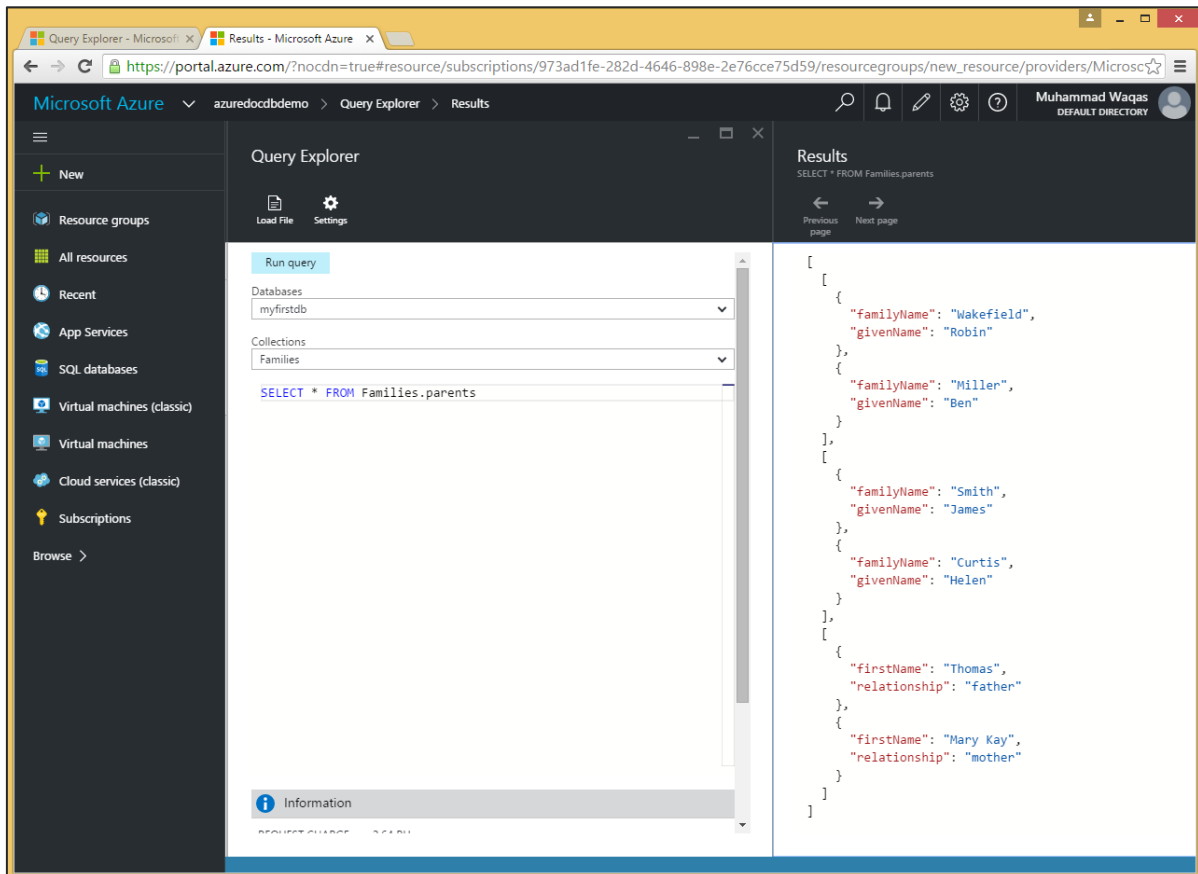 Query Explorer - Microsoft
Results - Microsoft Azure
https://portal.azure.com/?nocdn=true#resource/subscriptions/973ad1fe-282d-4646-898e-2e76cce75d59/resourcegroups/new_resource/providers/Microsc
Microsoft Azure azuredocdbdemo > Query Explorer > Results
Muhammad Waqas
DEFAULT DIRECTORY
New
Resource groups
All resources
Recent
App Services
SQL databases
Virtual machines (classic)
Virtual machines
Cloud services (classic)
Subscriptions
Browse >
Query Explorer
Load File Settings
Run query
Databases
myfirstdb
Collections
Families
SELECT * FROM Families.parents
Information
REQUEST CHARGE 2.64 RU
Results
SELECT * FROM Families.parents
Previous page
Next page
[
[
{
"familyName": "Wakefield",
"givenName": "Robin"
},
{
"familyName": "Miller",
"givenName": "Ben"
}
],
[
{
"familyName": "Smith",
"givenName": "James"
},
{
"familyName": "Curtis",
"givenName": "Helen"
}
],
[
{
"firstName": "Thomas",
"relationship": "father"
},
{
"firstName": "Mary Kay",
"relationship": "mother"
}
]
]